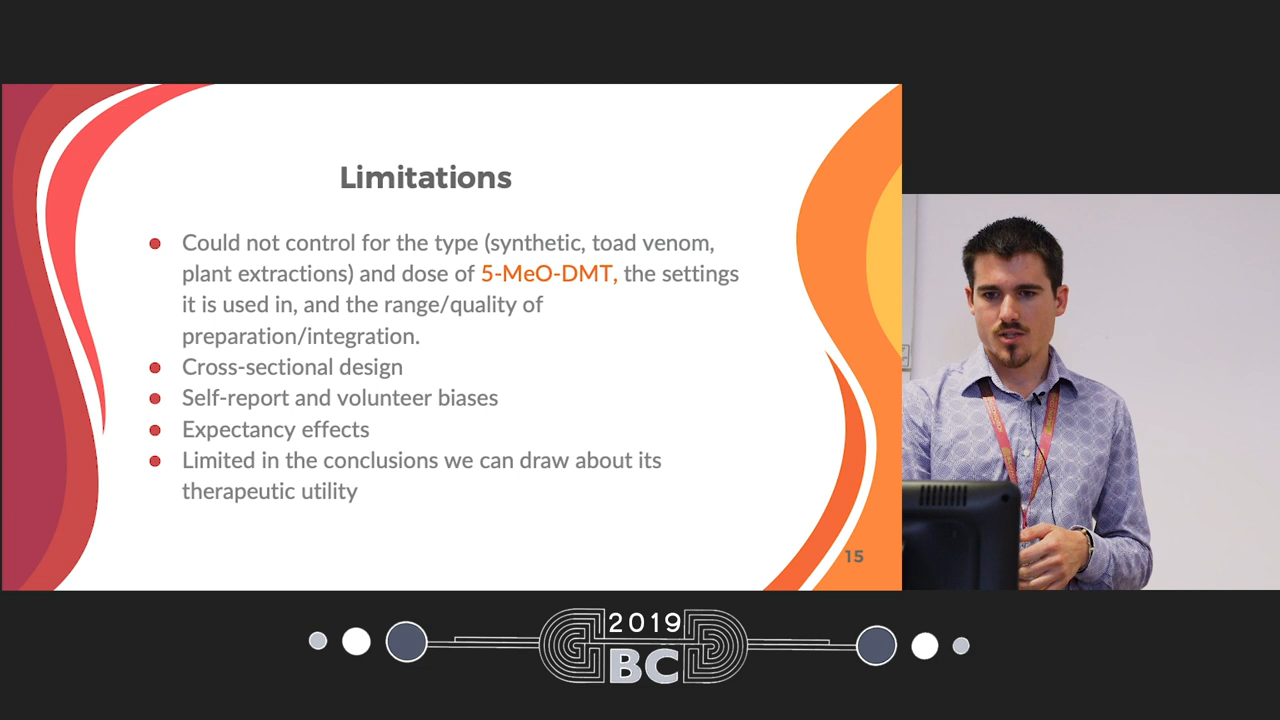 Limitations
Could not control for the type (synthetic, toad venom,
plant extractions) and dose of 5-MeO-DMT, the settings
it is used in, and the range/quality of
preparation/integration.
Cross-sectional design
Self-report and volunteer biases
Expectancy effects
Limited in the conclusions we can draw about its
therapeutic utility
15
2019
BC